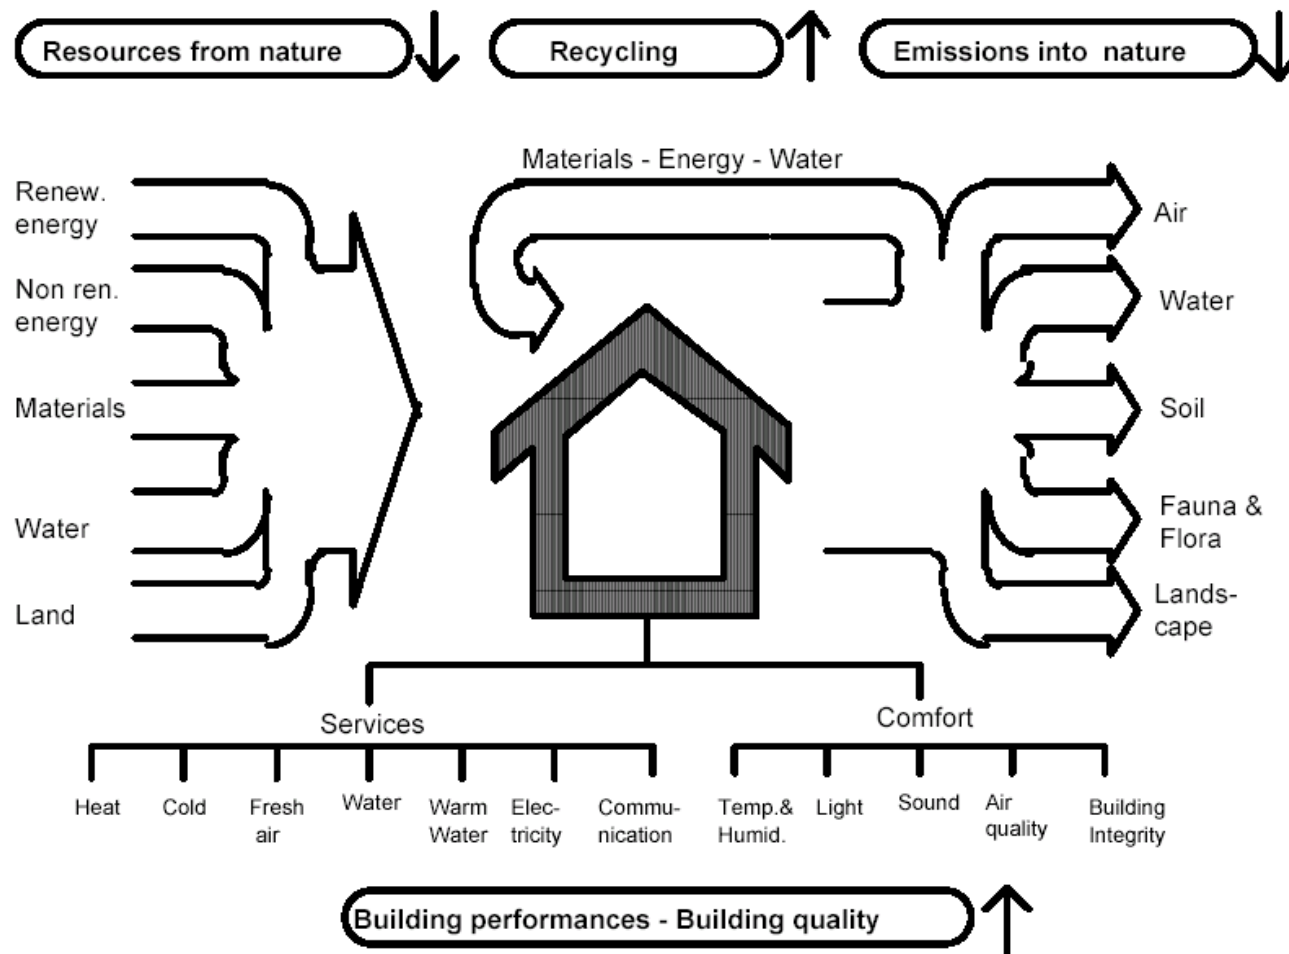 Resources from nature
Recycling
Emissions into nature
Materials - Energy - Water
Renew.
energy
Non ren.
energy
Materials
Water
Land
Air
Water
Soil
Fauna &
Flora
Lands-
cape
Services
Comfort
Heat
Cold
Fresh
air
Water
Warm
Water
Elec-
tricity
Commu-
nication
Temp.&
Humid.
Light
Sound
Air
quality
Building
Integrity
Building performances - Building quality